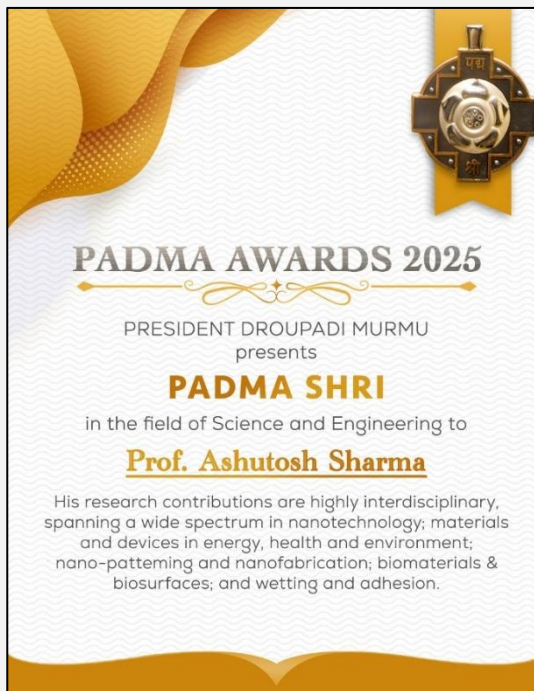 पद्म
श्री
PADMA AWARDS 2025
PRESIDENT DROUPADI MURMU
presents
PADMA SHRI
in the field of Science and Engineering to
Prof. Ashutosh Sharma
His research contributions are highly interdisciplinary,
spanning a wide spectrum in nanotechnology; materials
and devices in energy, health and environment;
nano-patterning and nanofabrication; biomaterials &
biosurfaces; and wetting and adhesion.